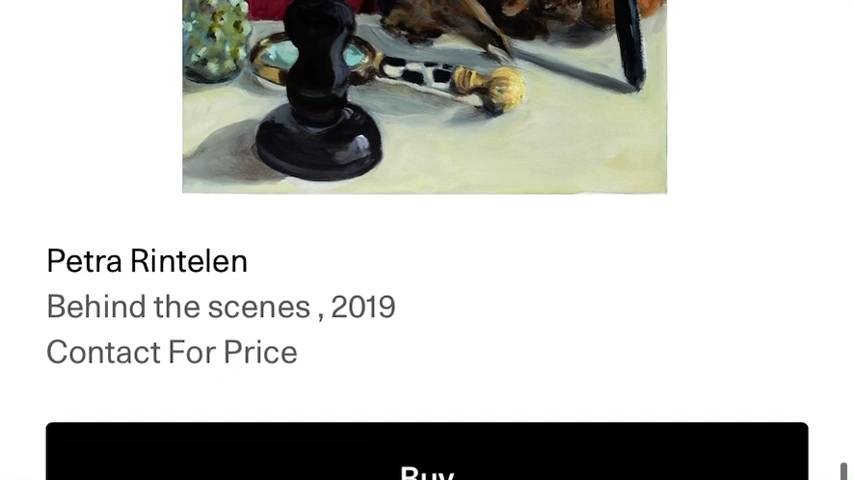 Petra Rintelen
Behind the scenes , 2019
Contact For Price
Buy